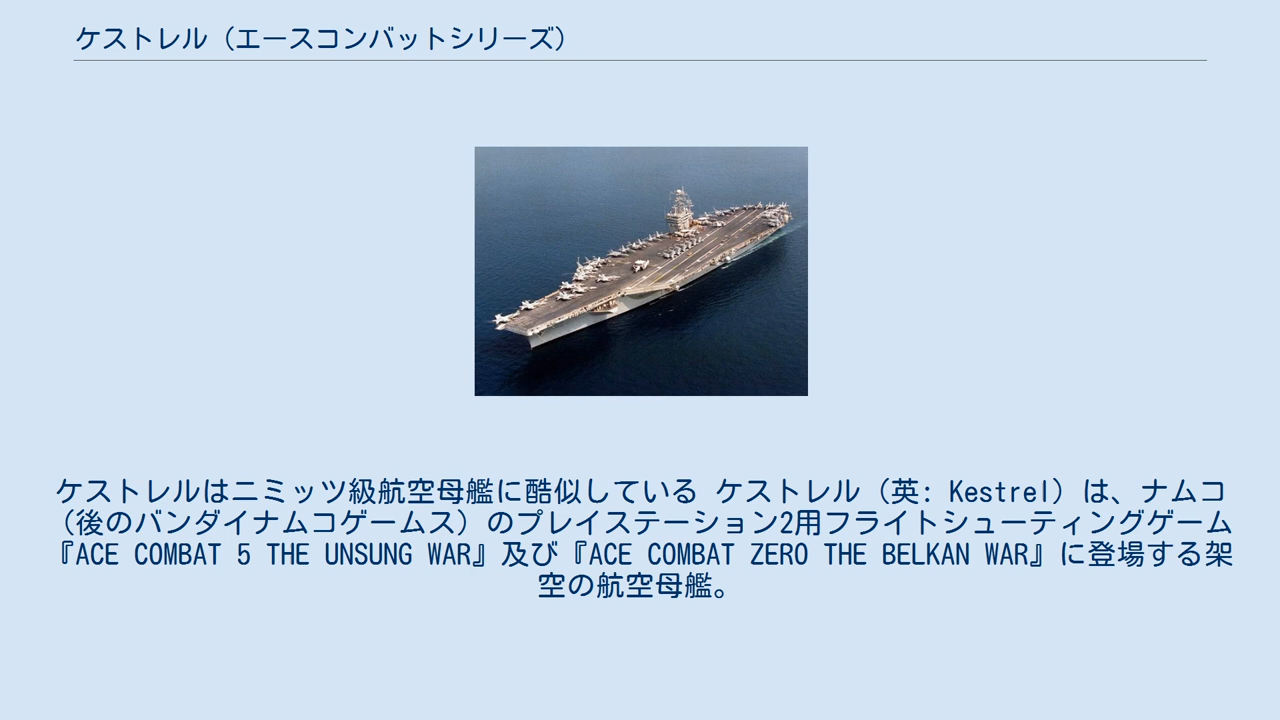 ケストレル（エースコンバットシリーズ）
ケストレルはニミッツ級航空母艦に酷似している ケストレル（英: Kestrel）は、ナムコ
（後のバンダイナムコゲームス）のプレイステーション2用フライトシューティングゲーム
『ACE COMBAT 5 THE UNSUNG WAR』及び『ACE COMBAT ZERO THE BELKAN WAR』に登場する架
空の航空母艦。